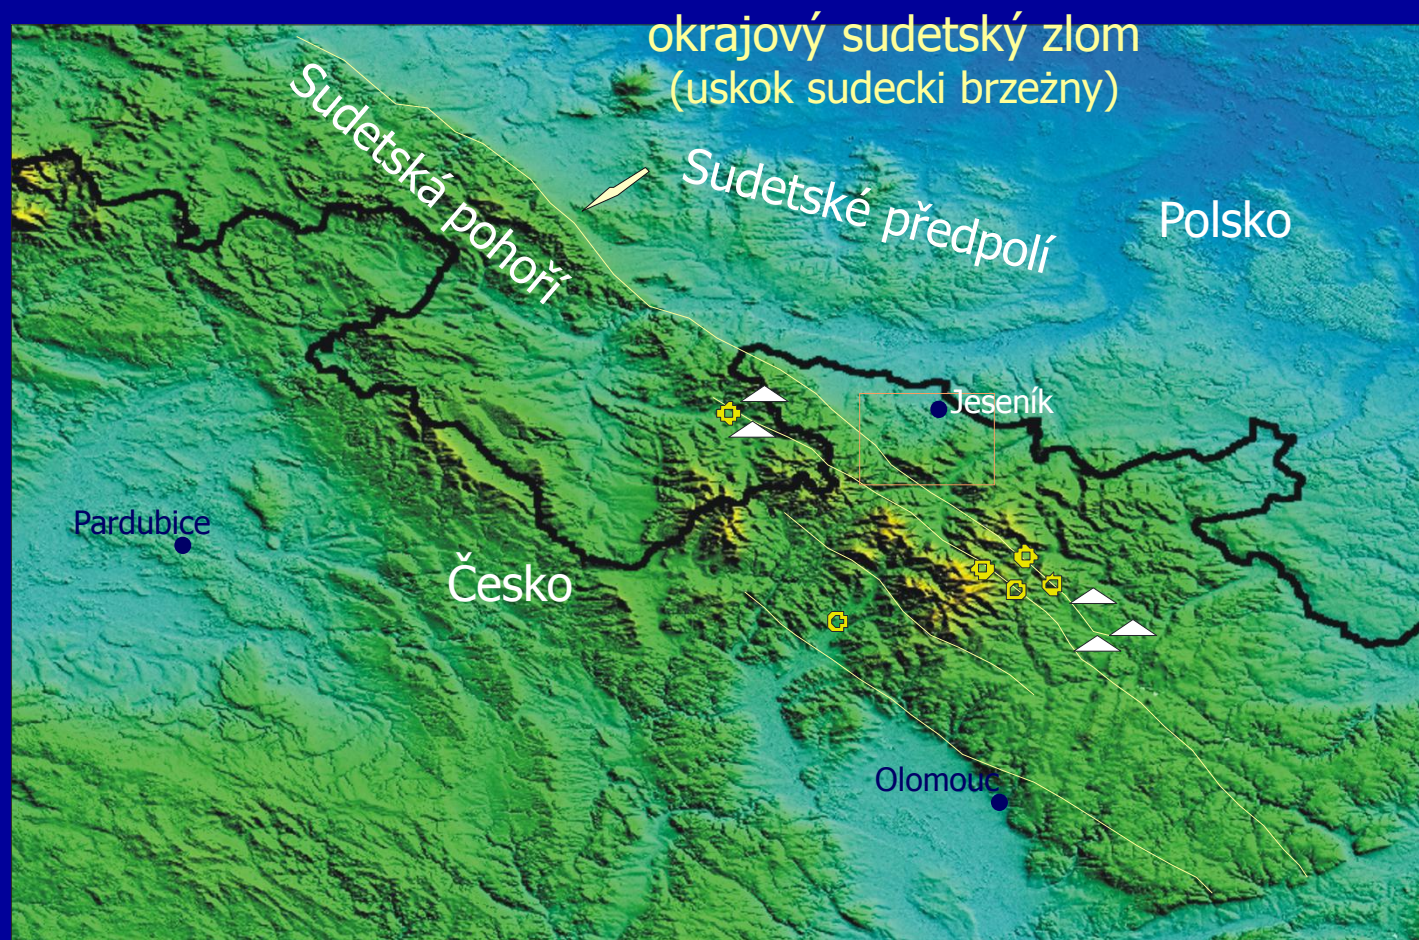 okrajový sudetský zlom
(uskok sudecki brzeżny)
Sudetská pohoří
Sudetské předpolí
Polsko
Jeseník
Pardubice
Česko
Olomouc